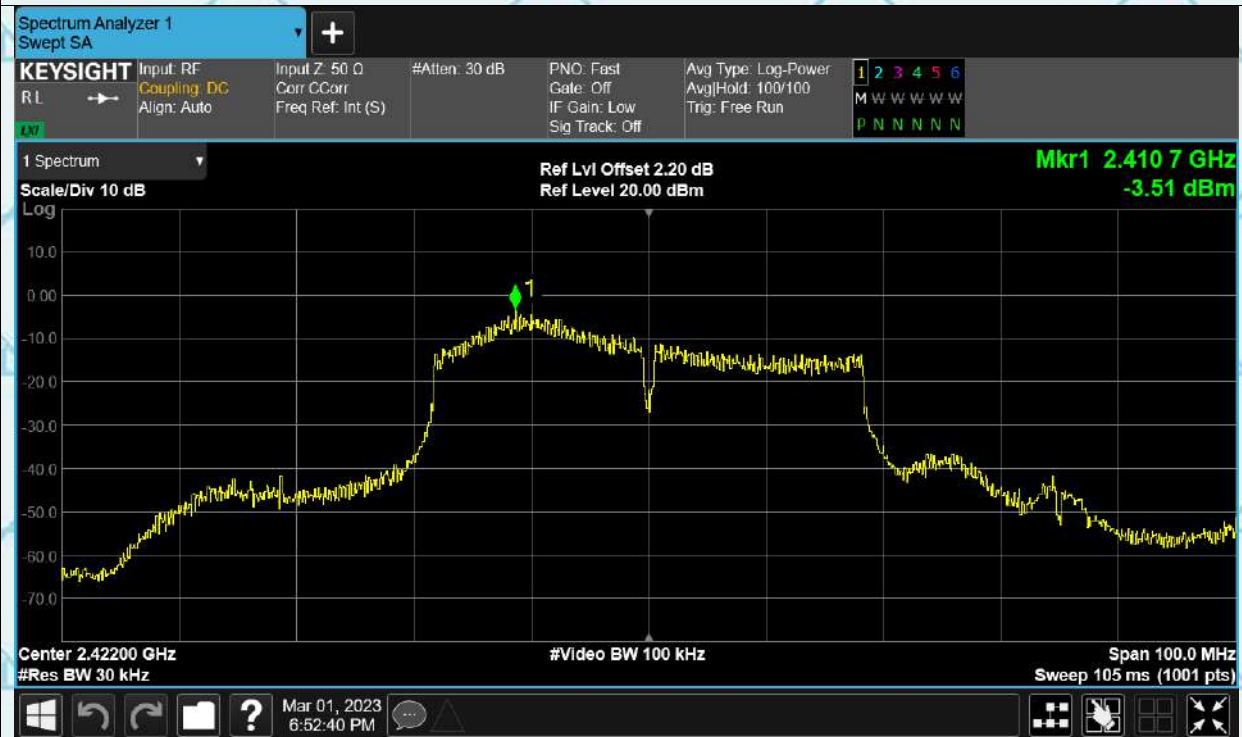 Spectrum Analyzer 1
Swept SA
+
KEYSIGHT
RL
LXI
Input: RF
Coupling: DC
Align: Auto
Input Z: 50 Ω
Corr CCorr
Freq Ref: Int (S)
#Atten: 30 dB
PNO: Fast
Gate: Off
IF Gain: Low
Sig Track: Off
Avg Type: Log-Power
Avg|Hold: 100/100
Trig: Free Run
1 2 3 4 5 6
M W W W W W
P N N N N N
1 Spectrum
Scale/Div 10 dB
Log
Ref Lvl Offset 2.20 dB
Ref Level 20.00 dBm
Mkr1 2.410 7 GHz
-3.51 dBm
10.0
0.00
-10.0
-20.0
-30.0
-40.0
-50.0
-60.0
-70.0
1
Center 2.42200 GHz
#Res BW 30 kHz
#Video BW 100 kHz
Span 100.0 MHz
Sweep 105 ms (1001 pts)
?
Mar 01, 2023
6:52:40 PM